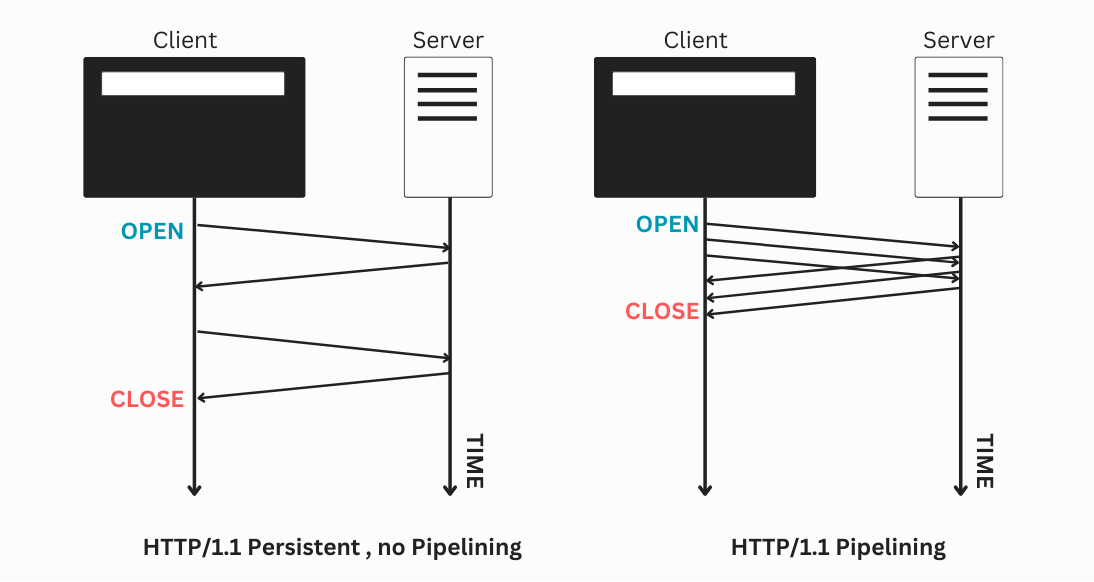 Client
Server
OPEN
CLOSE
TIME
HTTP/1.1 Persistent , no Pipelining
Client
Server
OPEN
CLOSE
TIME
HTTP/1.1 Pipelining